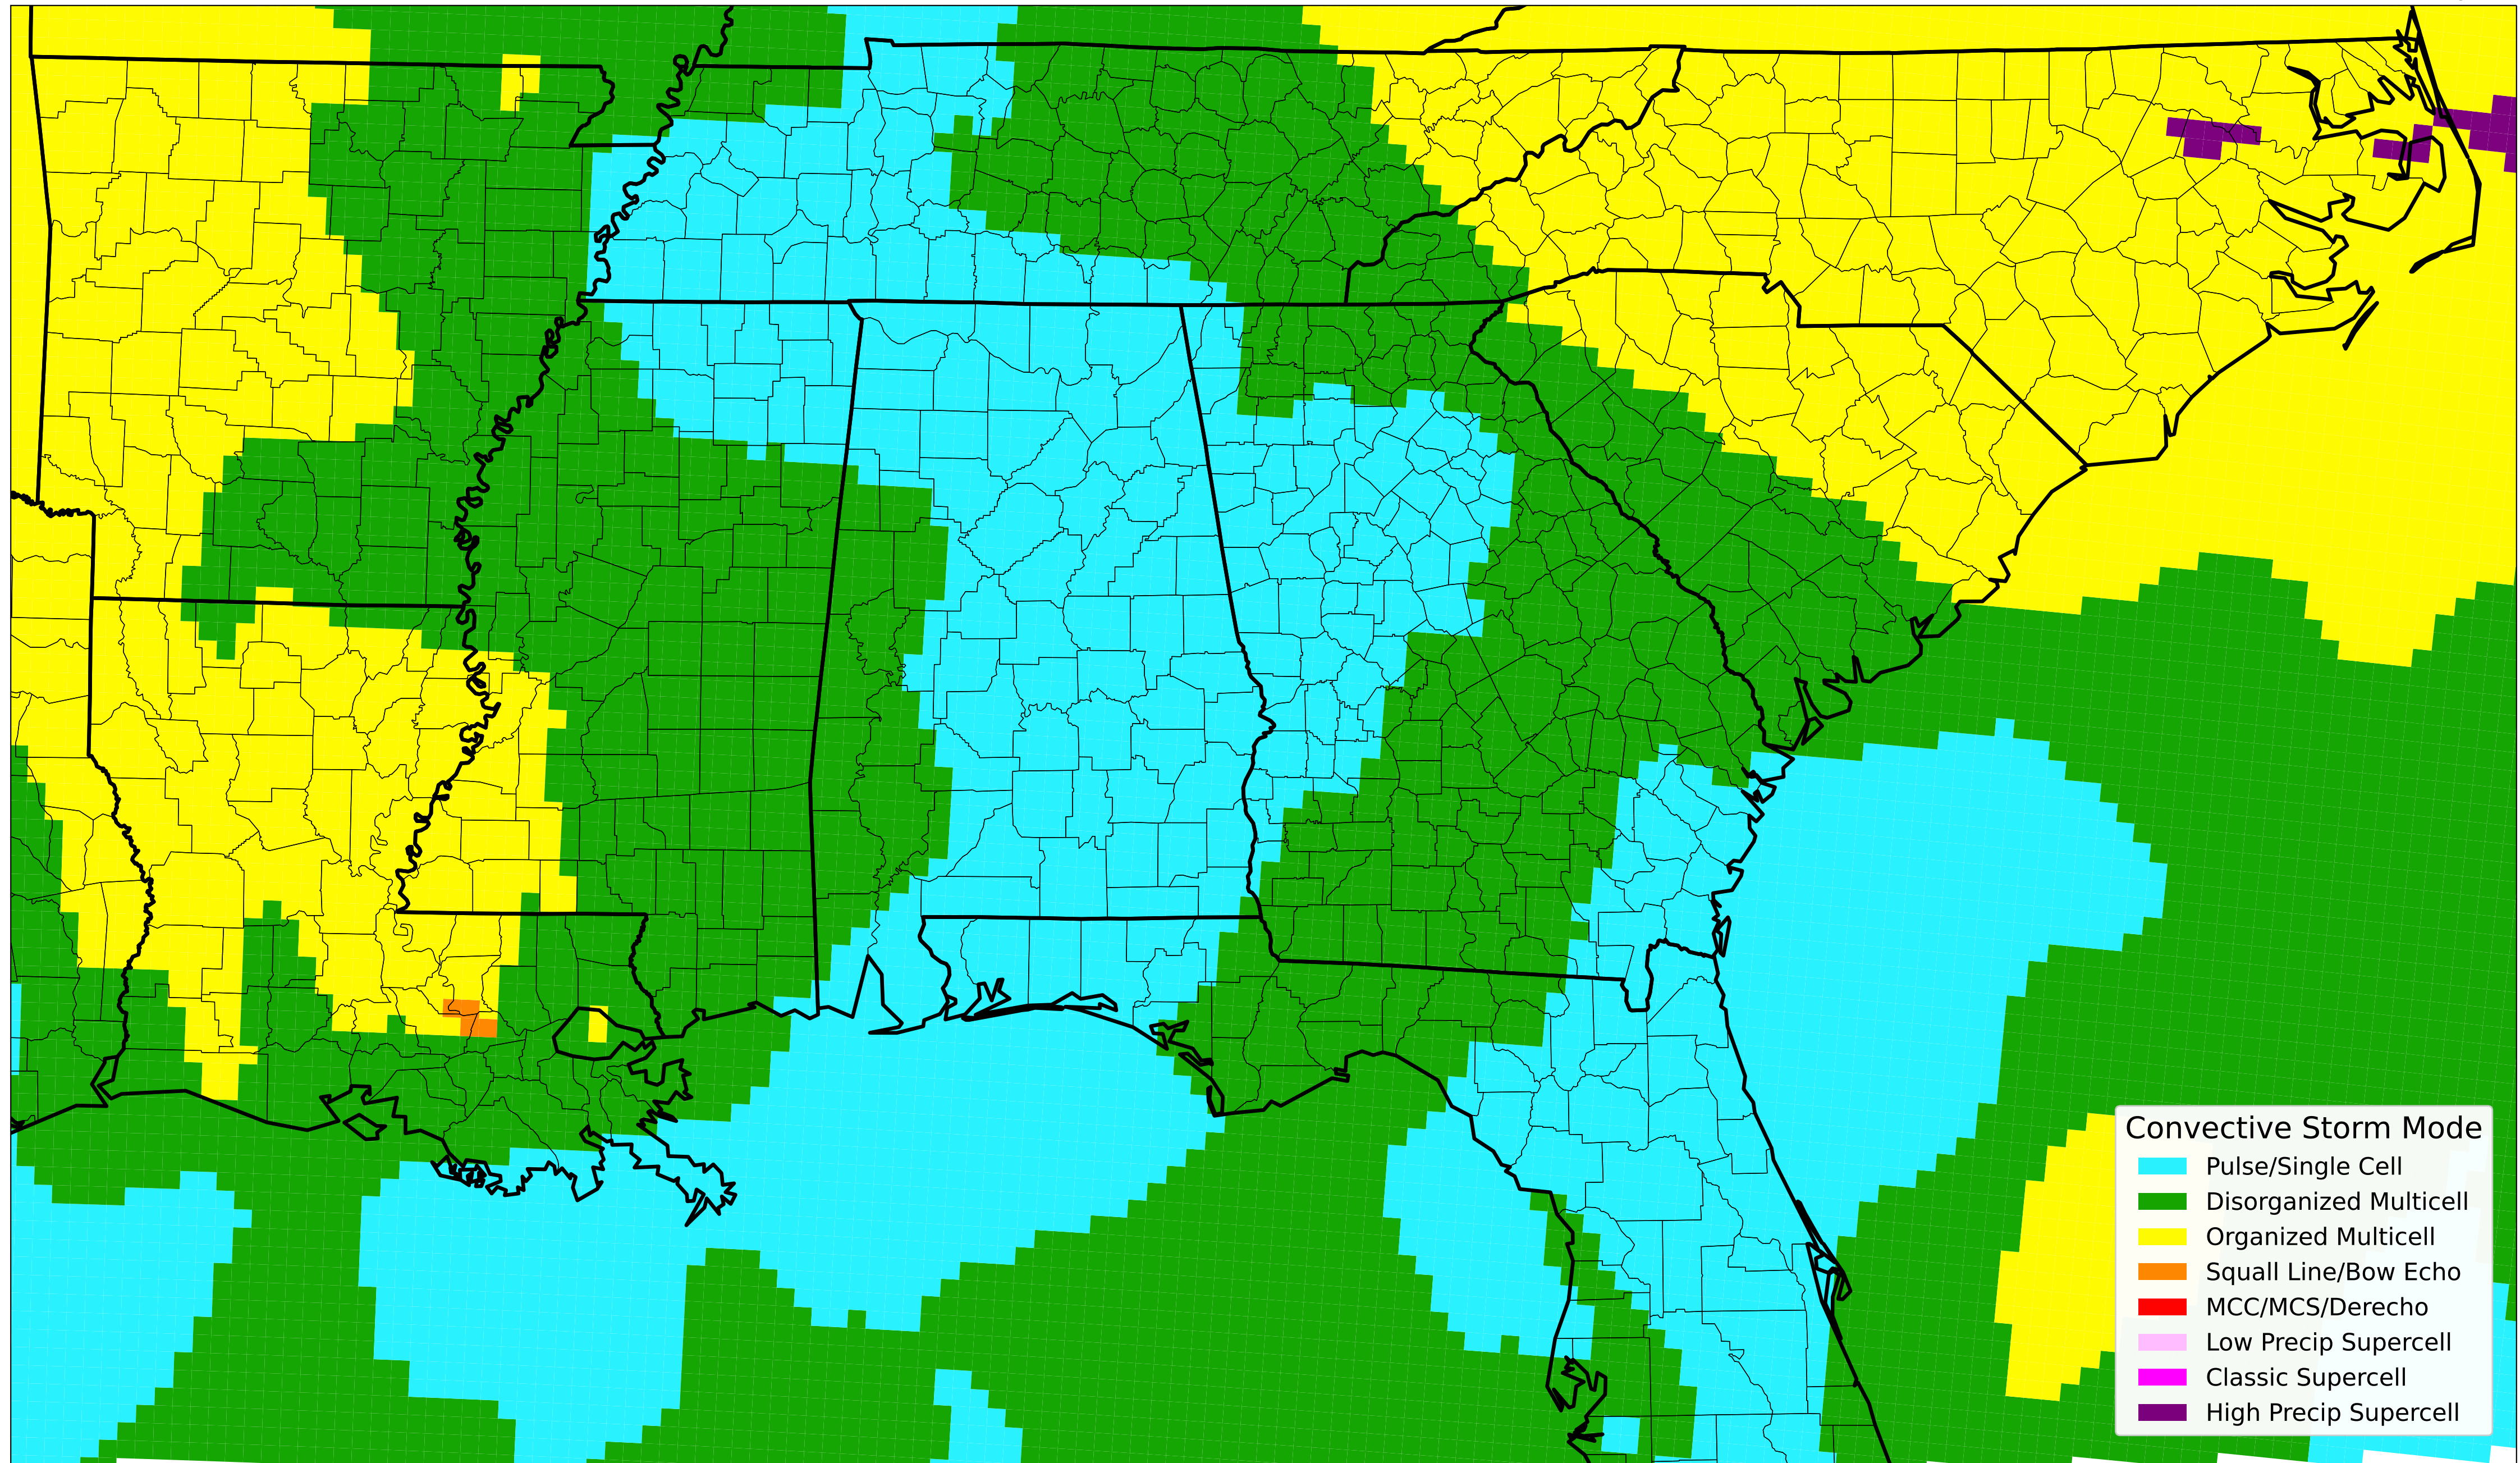 Convective Storm Mode
Pulse/Single Cell
Disorganized Multicell
Organized Multicell
Squall Line/Bow Echo
MCC/MCS/Derecho
Low Precip Supercell
Classic Supercell
High Precip Supercell